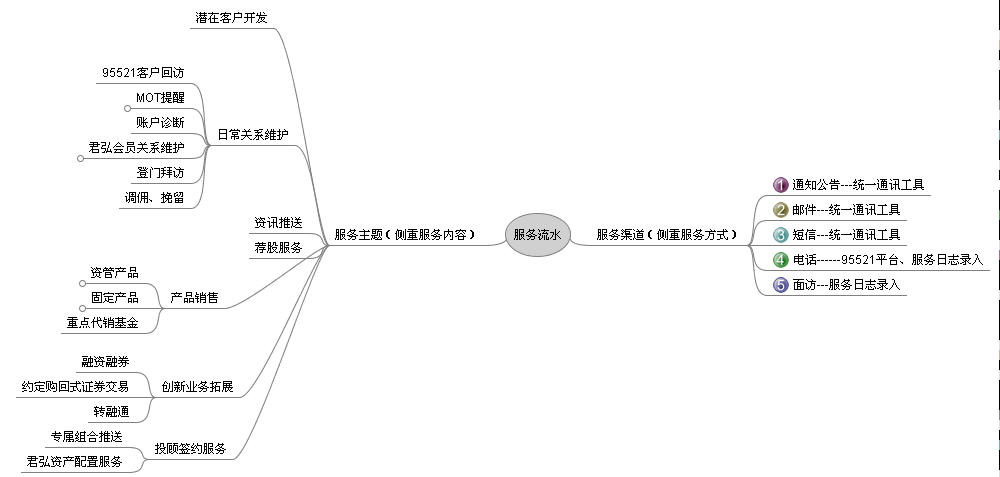 潜在客户开发
95521客户回访
MOT提醒
账户诊断
君弘会员关系维护
登门拜访
调佣、挽留
日常关系维护
资讯推送
荐股服务
资管产品
固定产品
重点代销基金
产品销售
融资融券
约定购回式证券交易
转融通
创新业务拓展
专属组合推送
君弘资产配置服务
投顾签约服务
服务主题（侧重服务内容）
服务流水
服务渠道（侧重服务方式）
1 通知公告---统一通讯工具
2 邮件---统一通讯工具
3 短信---统一通讯工具
4 电话------95521平台、服务日志录入
5 面访---服务日志录入